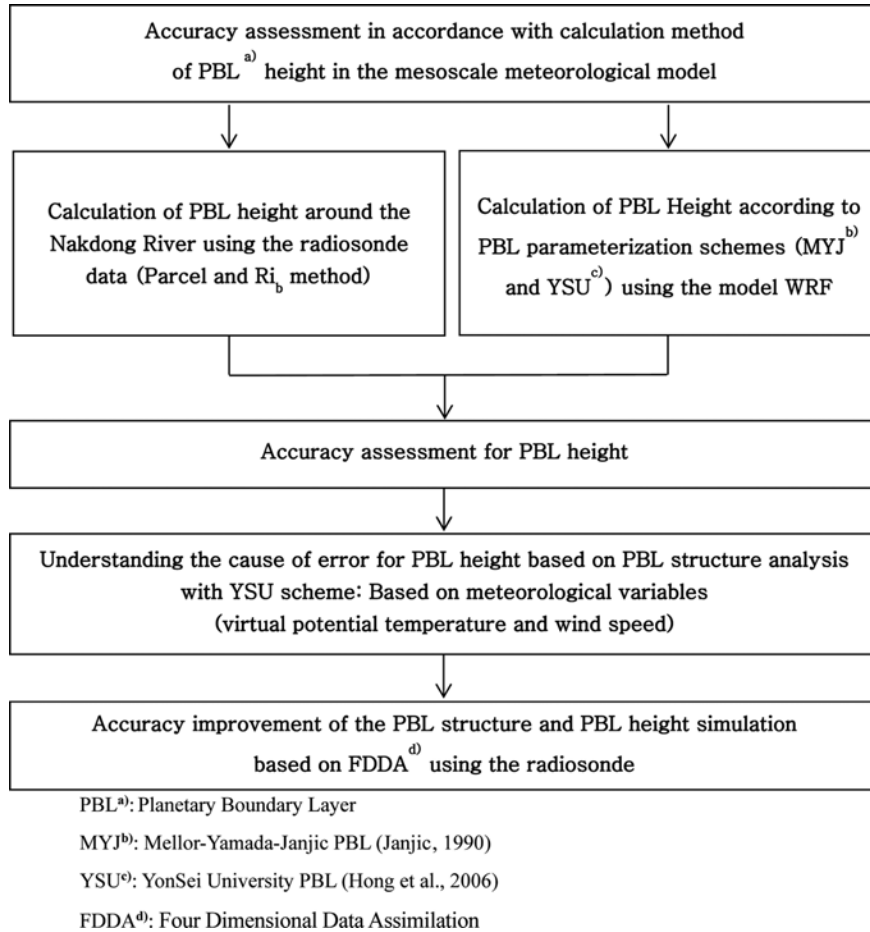 Accuracy assessment in accordance with calculation method
of PBL a) height in the mesoscale meteorological model
Calculation of PBL height around the
Nakdong River using the radiosonde
data (Parcel and Rib method)
Calculation of PBL Height according to
PBL parameterization schemes (MYJ b)
and YSU c)) using the model WRF
Accuracy assessment for PBL height
Understanding the cause of error for PBL height based on PBL structure analysis
with YSU scheme: Based on meteorological variables
(virtual potential temperature and wind speed)
Accuracy improvement of the PBL structure and PBL height simulation
based on FDDA d) using the radiosonde
PBL a): Planetary Boundary Layer
MYJ b): Mellor-Yamada-Janjic PBL (Janjic, 1990)
YSU c): YonSei University PBL (Hong et al., 2006)
FDDA d): Four Dimensional Data Assimilation